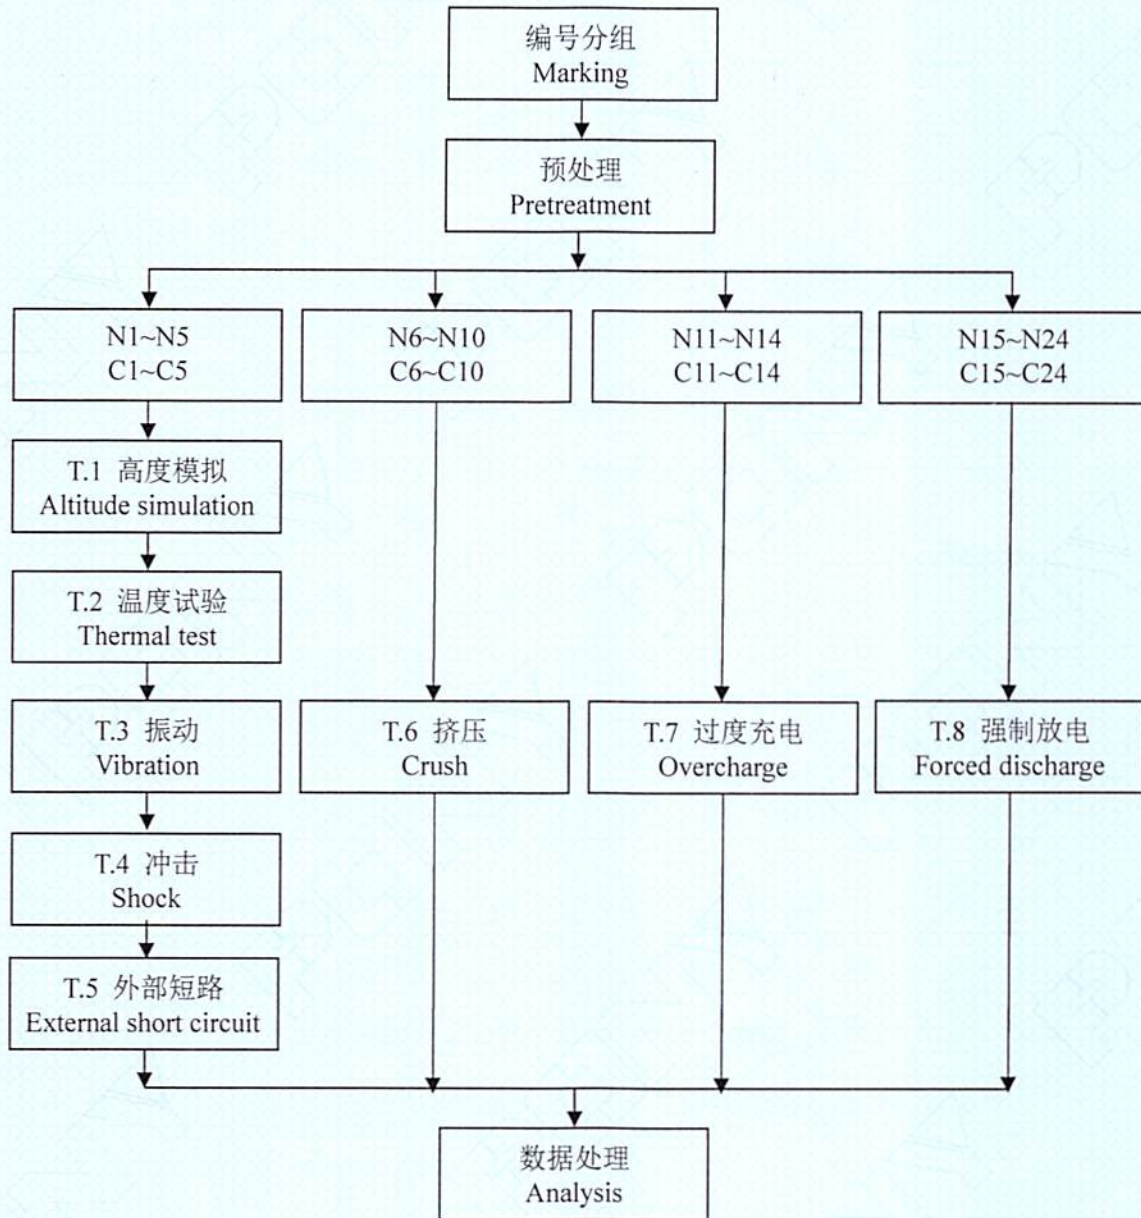 编号分组
Marking
预处理
Pretreatment
N1~N5
C1~C5
N6~N10
C6~C10
N11~N14
C11~C14
N15~N24
C15~C24
T.1 高度模拟
Altitude simulation
T.2 温度试验
Thermal test
T.3 振动
Vibration
T.6 挤压
Crush
T.7 过度充电
Overcharge
T.8 强制放电
Forced discharge
T.4 冲击
Shock
T.5 外部短路
External short circuit
数据处理
Analysis